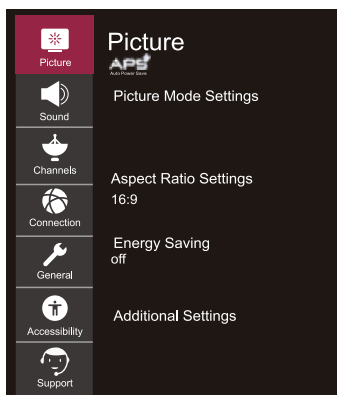 Picture
Sound
Channels
Connection
General
Accessibility
Support
Picture
APS
Auto Power Save
Picture Mode Settings
Aspect Ratio Settings
16:9
Energy Saving
off
Additional Settings